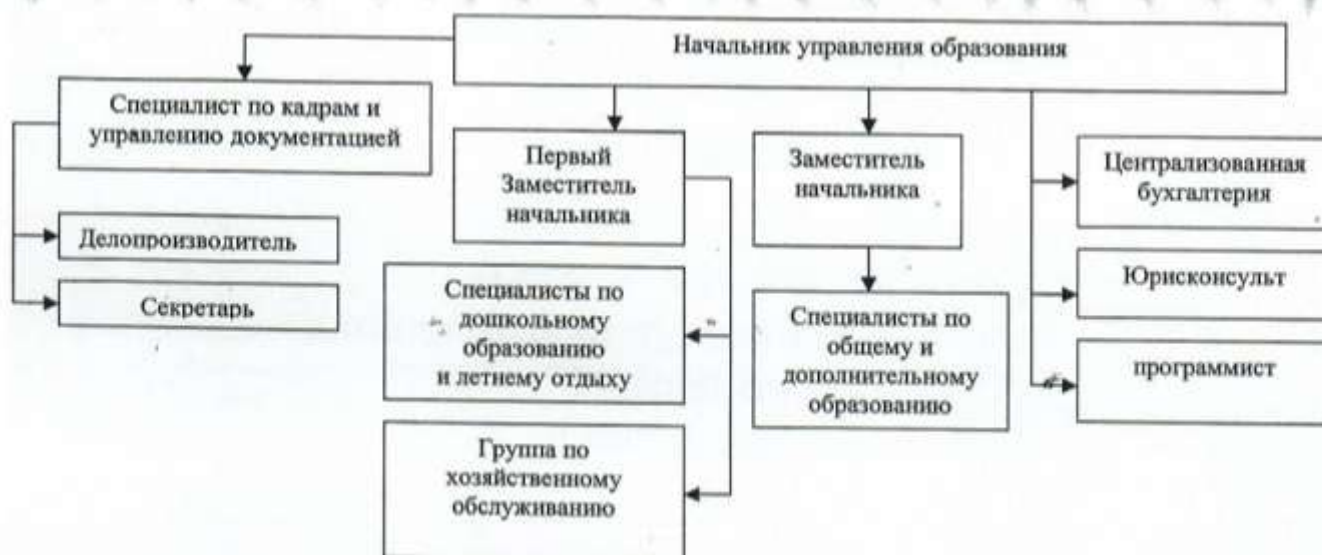 Начальник управления образования
Специалист по кадрам и
управлению документацией
Первый
Заместитель
начальника
Заместитель
начальника
Централизованная
бухгалтерия
Делопроизводитель
Секретарь
Специалисты по
дошкольному
образованию
и летнему отдыху
Специалисты по
общему и
дополнительному
образованию
Юрисконсульт
программист
Группа по
хозяйственному
обслуживанию